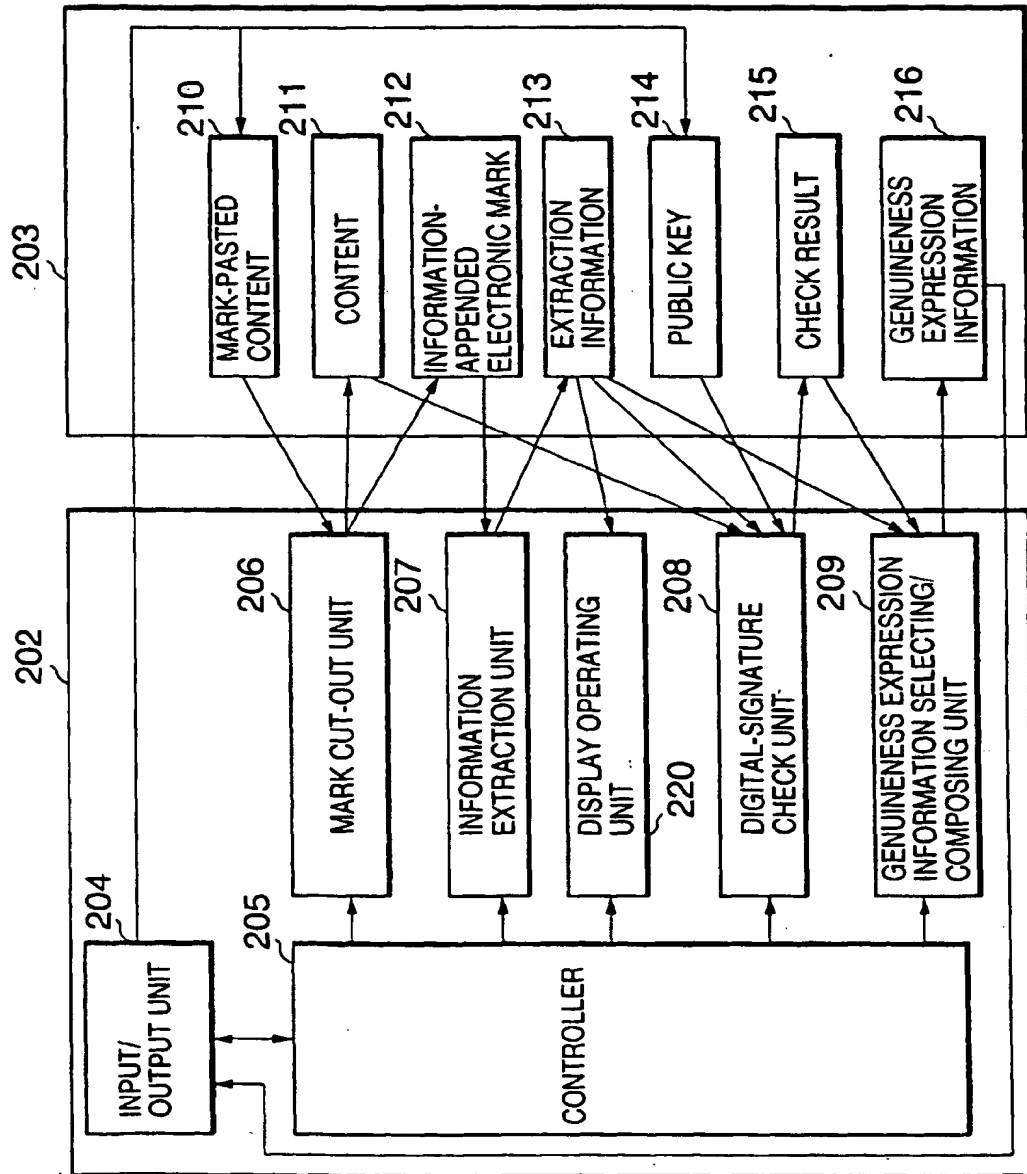 203
210
MARK-PASTED
CONTENT
211
CONTENT
212
INFORMATION-
APPENDED
ELECTRONIC MARK
213
EXTRACTION
INFORMATION
214
PUBLIC KEY
215
CHECK RESULT
216
GENUINENESS
EXPRESSION
INFORMATION
202
206
MARK CUT-OUT UNIT
207
INFORMATION
EXTRACTION UNIT
DISPLAY OPERATING
UNIT
220
208
DIGITAL-SIGNATURE
CHECK UNIT
209
GENUINENESS EXPRESSION
INFORMATION SELECTING/
COMPOSING UNIT
204
INPUT/
OUTPUT UNIT
205
CONTROLLER